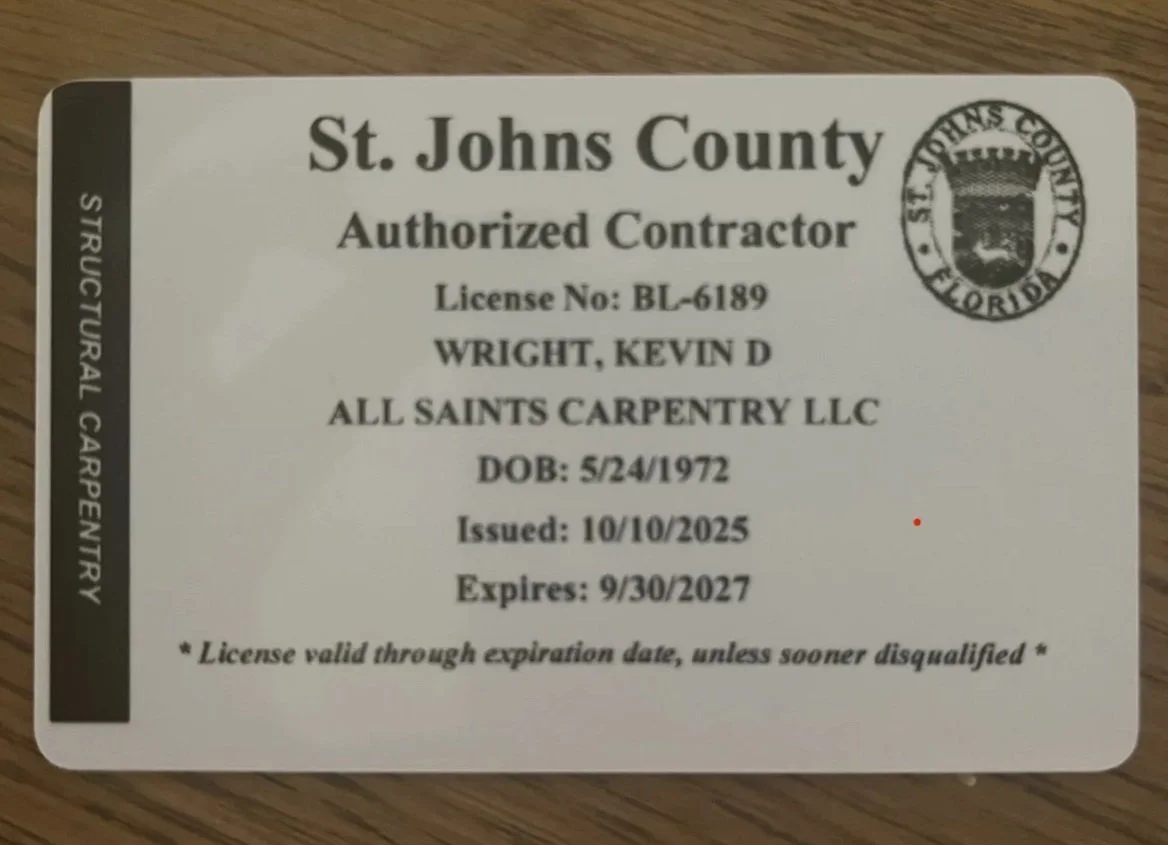 STRUCTURAL CARPENTRY
St. Johns County
Authorized Contractor
License No: BL-6189
WRIGHT, KEVIN D
ALL SAINTS CARPENTRY LLC
DOB: 5/24/1972
Issued: 10/10/2025
Expires: 9/30/2027
* License valid through expiration date, unless sooner disqualified *
ST. JOHNS COUNTY
• FLORIDA •